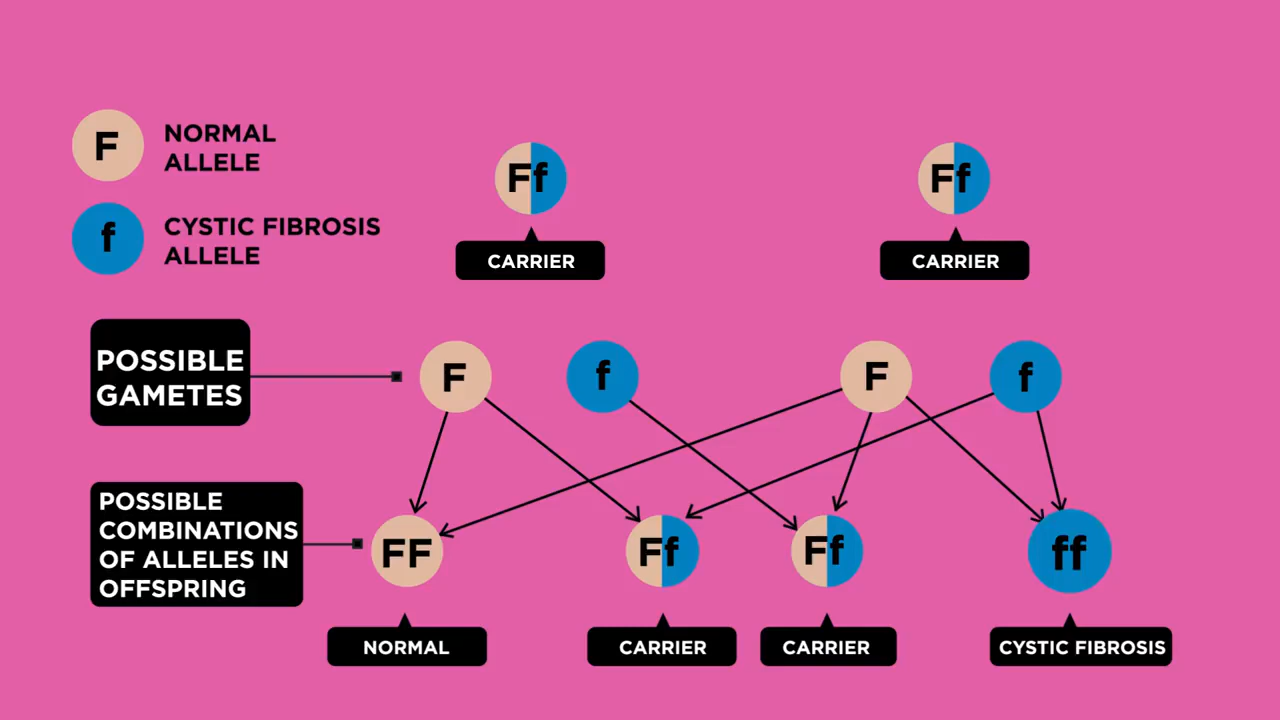 F
NORMAL
ALLELE
f
CYSTIC FIBROSIS
ALLELE
Ff
CARRIER
Ff
CARRIER
POSSIBLE
GAMETES
F
f
F
f
POSSIBLE
COMBINATIONS
OF ALLELES IN
OFFSPRING
FF
Ff
Ff
ff
NORMAL
CARRIER
CARRIER
CYSTIC FIBROSIS